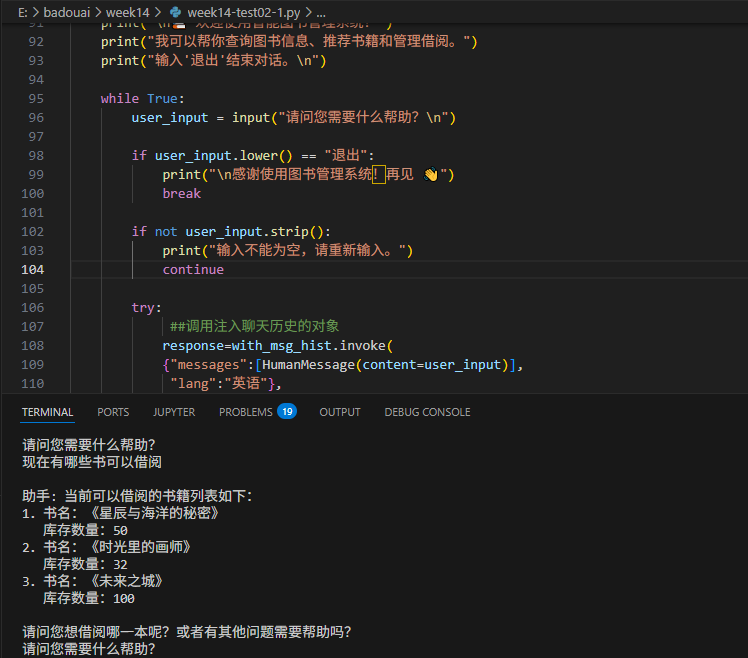 E: > badouai > week14 > week14-test02-1.py > ...
92 print("我可以帮你查询图书信息、推荐书籍和管理借阅。")
93 print("输入'退出'结束对话。\n")
94
95 while True:
96 user_input = input("请问您需要什么帮助? \n")
97
98 if user_input.lower() == "退出":
99 print("\n感谢使用图书管理系统！再见 👋")
100 break
101
102 if not user_input.strip():
103 print("输入不能为空，请重新输入。")
104 continue
105
106 try:
107 ##调用注入聊天历史的对象
108 response=with_msg_hist.invoke(
109 {"messages":[HumanMessage(content=user_input)],
110 "lang":"英语"},
TERMINAL PORTS JUPYTER PROBLEMS 19 OUTPUT DEBUG CONSOLE
请问您需要什么帮助?
现在有哪些书可以借阅
助手: 当前可以借阅的书籍列表如下:
1. 书名: 《星辰与海洋的秘密》
库存数量: 50
2. 书名: 《时光里的画师》
库存数量: 32
3. 书名: 《未来之城》
库存数量: 100
请问您想借阅哪一本呢? 或者有其他问题需要帮助吗?
请问您需要什么帮助?